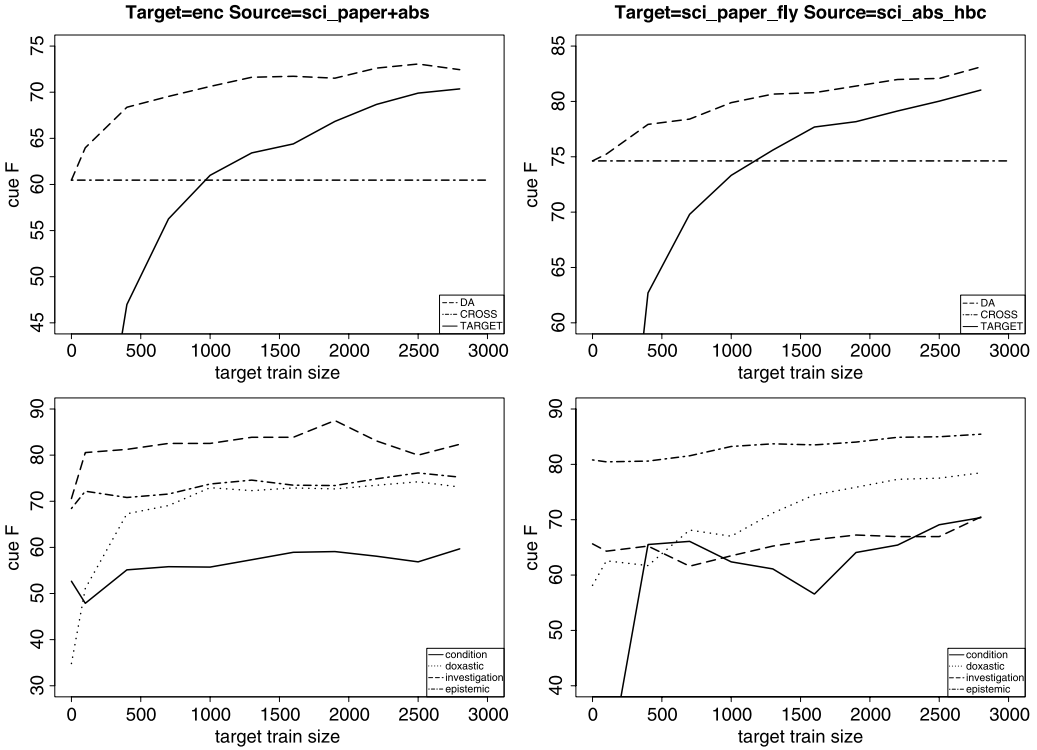 Target=enc Source=sci_paper+abs
75
70
65
60
55
50
45
cue F
0 500 1000 1500 2000 2500 3000
target train size
DA
CROSS
TARGET
Target=sci_paper_fly Source=sci_abs_hbc
85
80
75
70
65
60
cue F
0 500 1000 1500 2000 2500 3000
target train size
DA
CROSS
TARGET
90
80
70
60
50
40
30
cue F
0 500 1000 1500 2000 2500 3000
target train size
condition
doxastic
investigation
epistemic
90
80
70
60
50
40
cue F
0 500 1000 1500 2000 2500 3000
target train size
condition
doxastic
investigation
epistemic